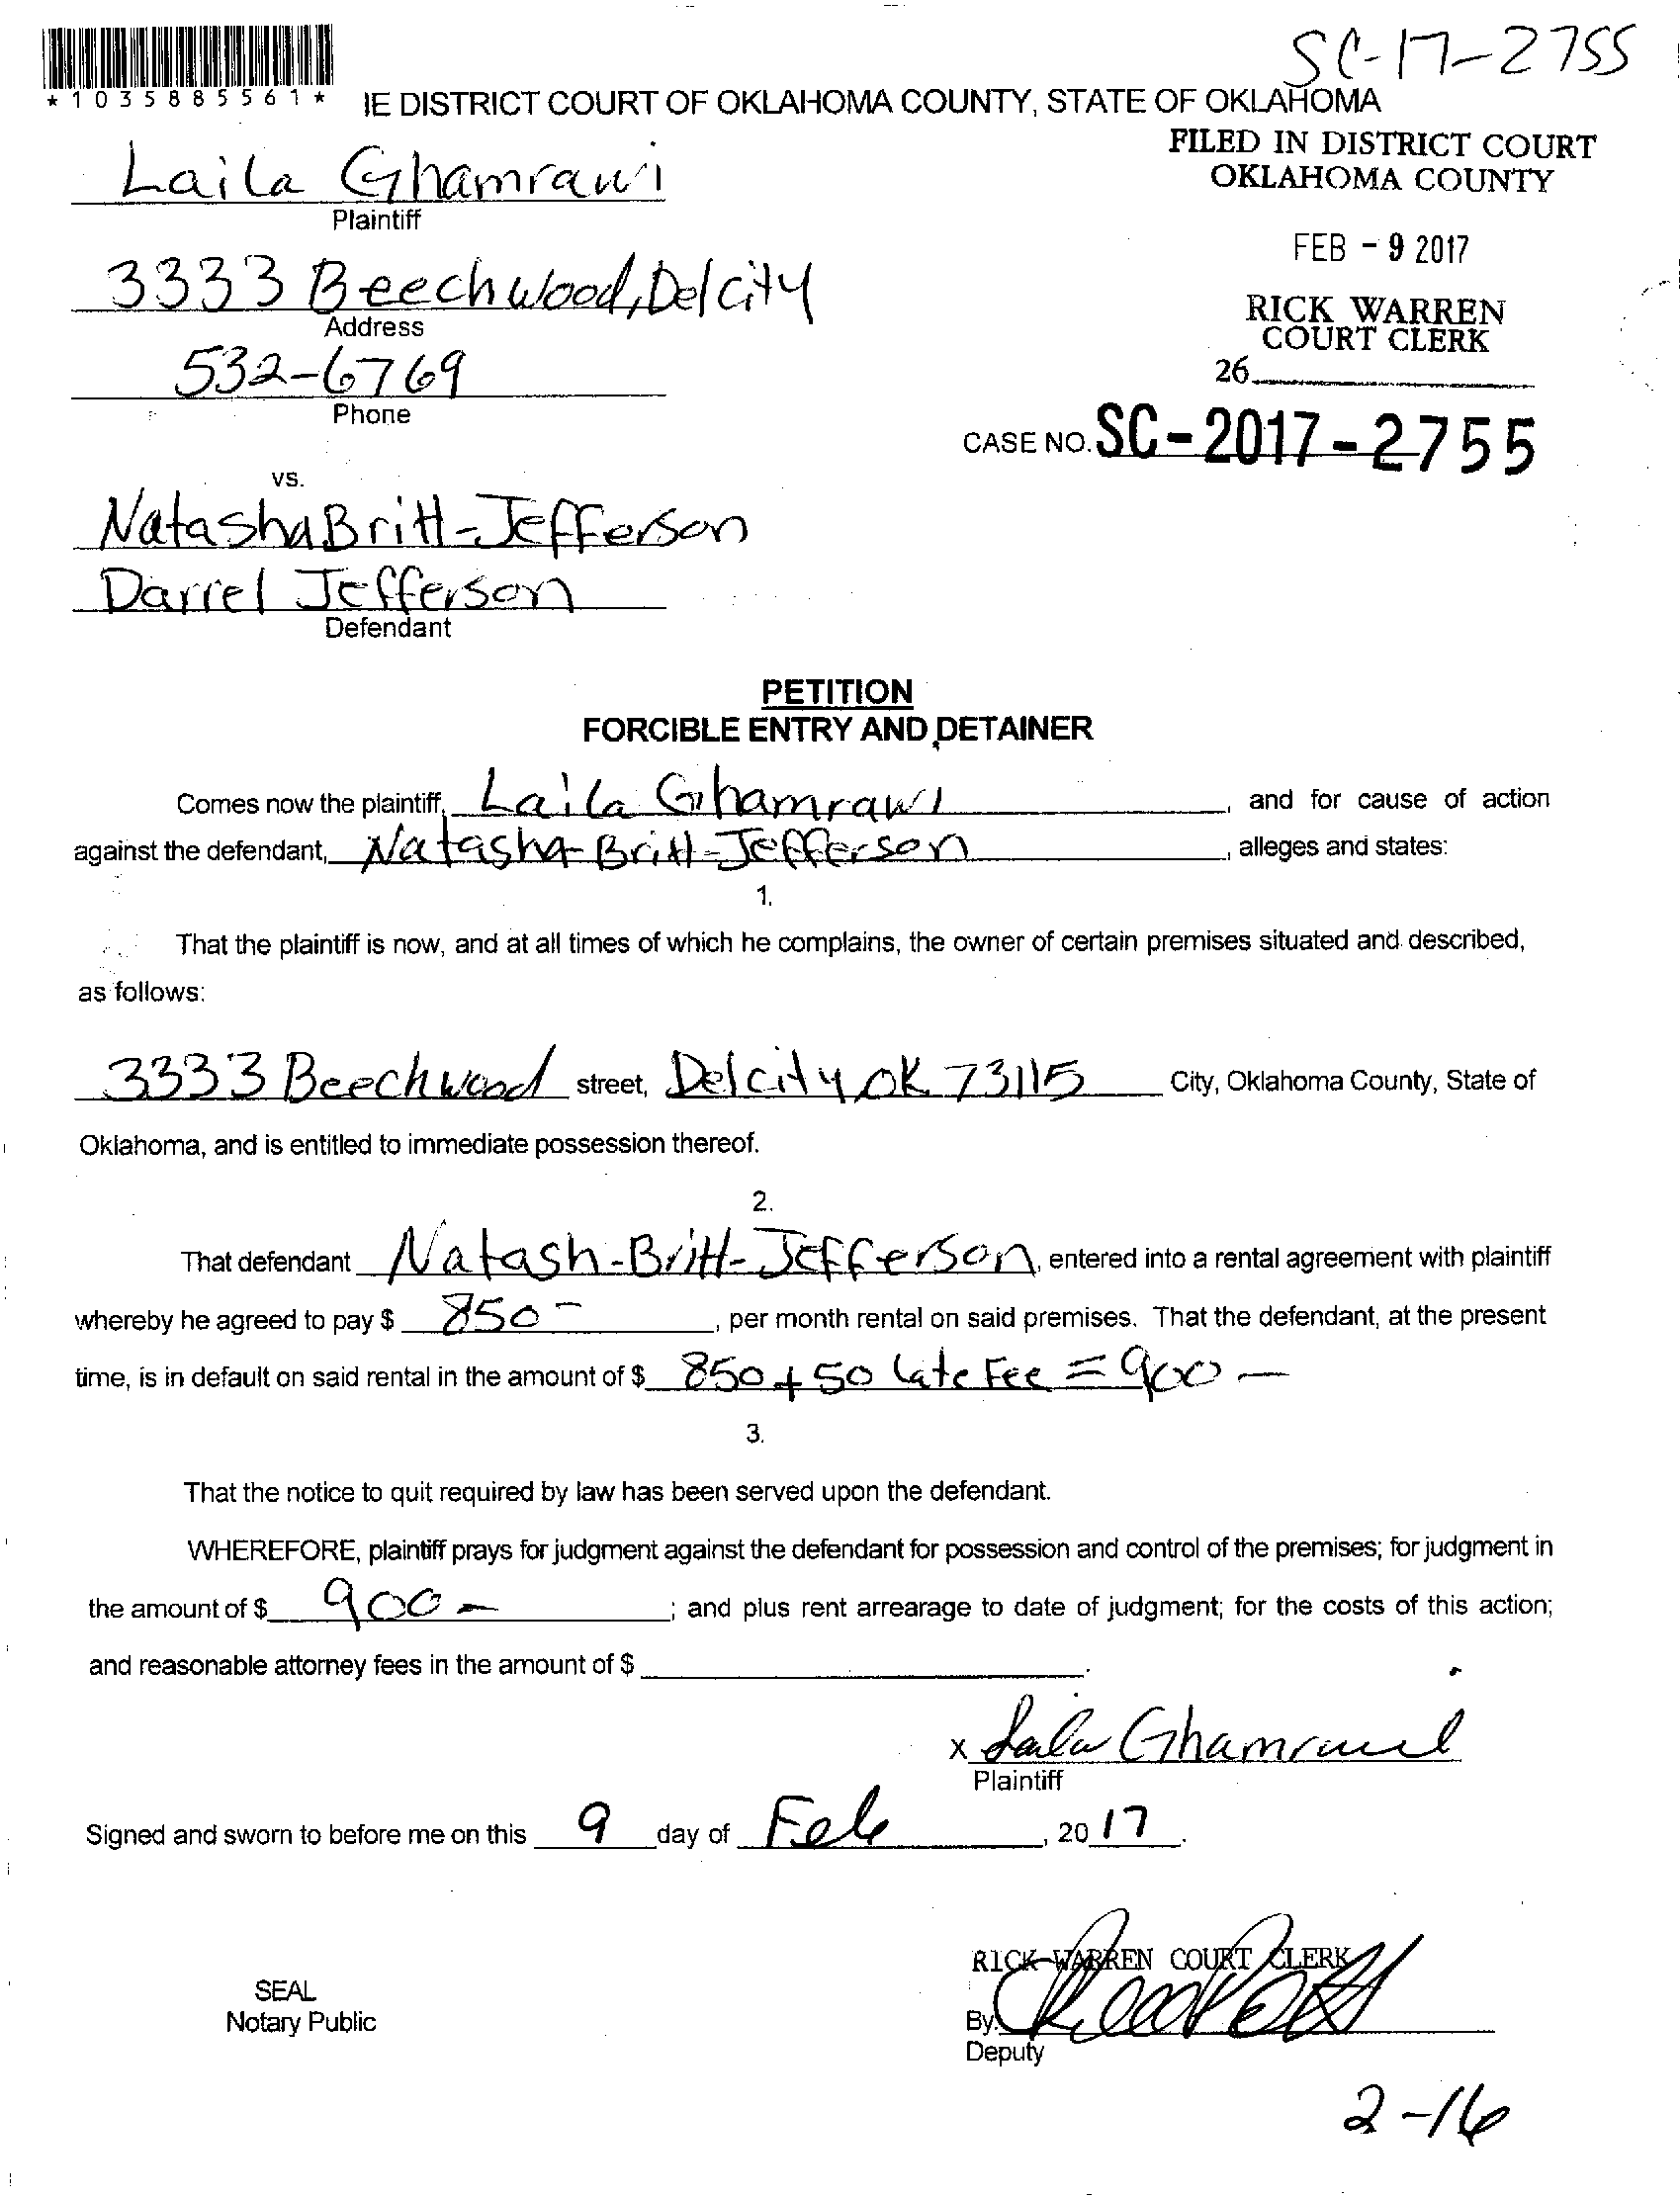 SC-17-2755
*1035885561*
IE DISTRICT COURT OF OKLAHOMA COUNTY, STATE OF OKLAHOMA
FILED IN DISTRICT COURT
OKLAHOMA COUNTY
Laila Ghamrawi
Plaintiff
FEB - 9 2017
3333 Beechwood, Delcity
Address
RICK WARREN
COURT CLERK
532-6769
26
Phone
CASE NO. SC-2017-2755
vs.
Natasha Britt-Jefferson
Darrel Jefferson
Defendant
PETITION
FORCIBLE ENTRY AND DETAINER
Comes now the plaintiff, Laila Ghamrawi, and for cause of action
against the defendant, Natasha-Britt-Jefferson, alleges and states:
1.
That the plaintiff is now, and at all times of which he complains, the owner of certain premises situated and described,
as follows:
3333 Beechwood street, Delcity OK 73115 City, Oklahoma County, State of
Oklahoma, and is entitled to immediate possession thereof.
2.
That defendant Natash-Britt-Jefferson, entered into a rental agreement with plaintiff
whereby he agreed to pay $ 850-, per month rental on said premises. That the defendant, at the present
time, is in default on said rental in the amount of $ 850 + 50 Late Fee = 900 -
3.
That the notice to quit required by law has been served upon the defendant.
WHEREFORE, plaintiff prays for judgment against the defendant for possession and control of the premises; for judgment in
the amount of $ 900 -; and plus rent arrearage to date of judgment; for the costs of this action;
and reasonable attorney fees in the amount of $ .
x Laila Ghamrawi
Plaintiff
Signed and sworn to before me on this 9 day of Feb, 2017.
RICK WARREN COURT CLERK
SEAL
Notary Public
By:
Deputy
2-16